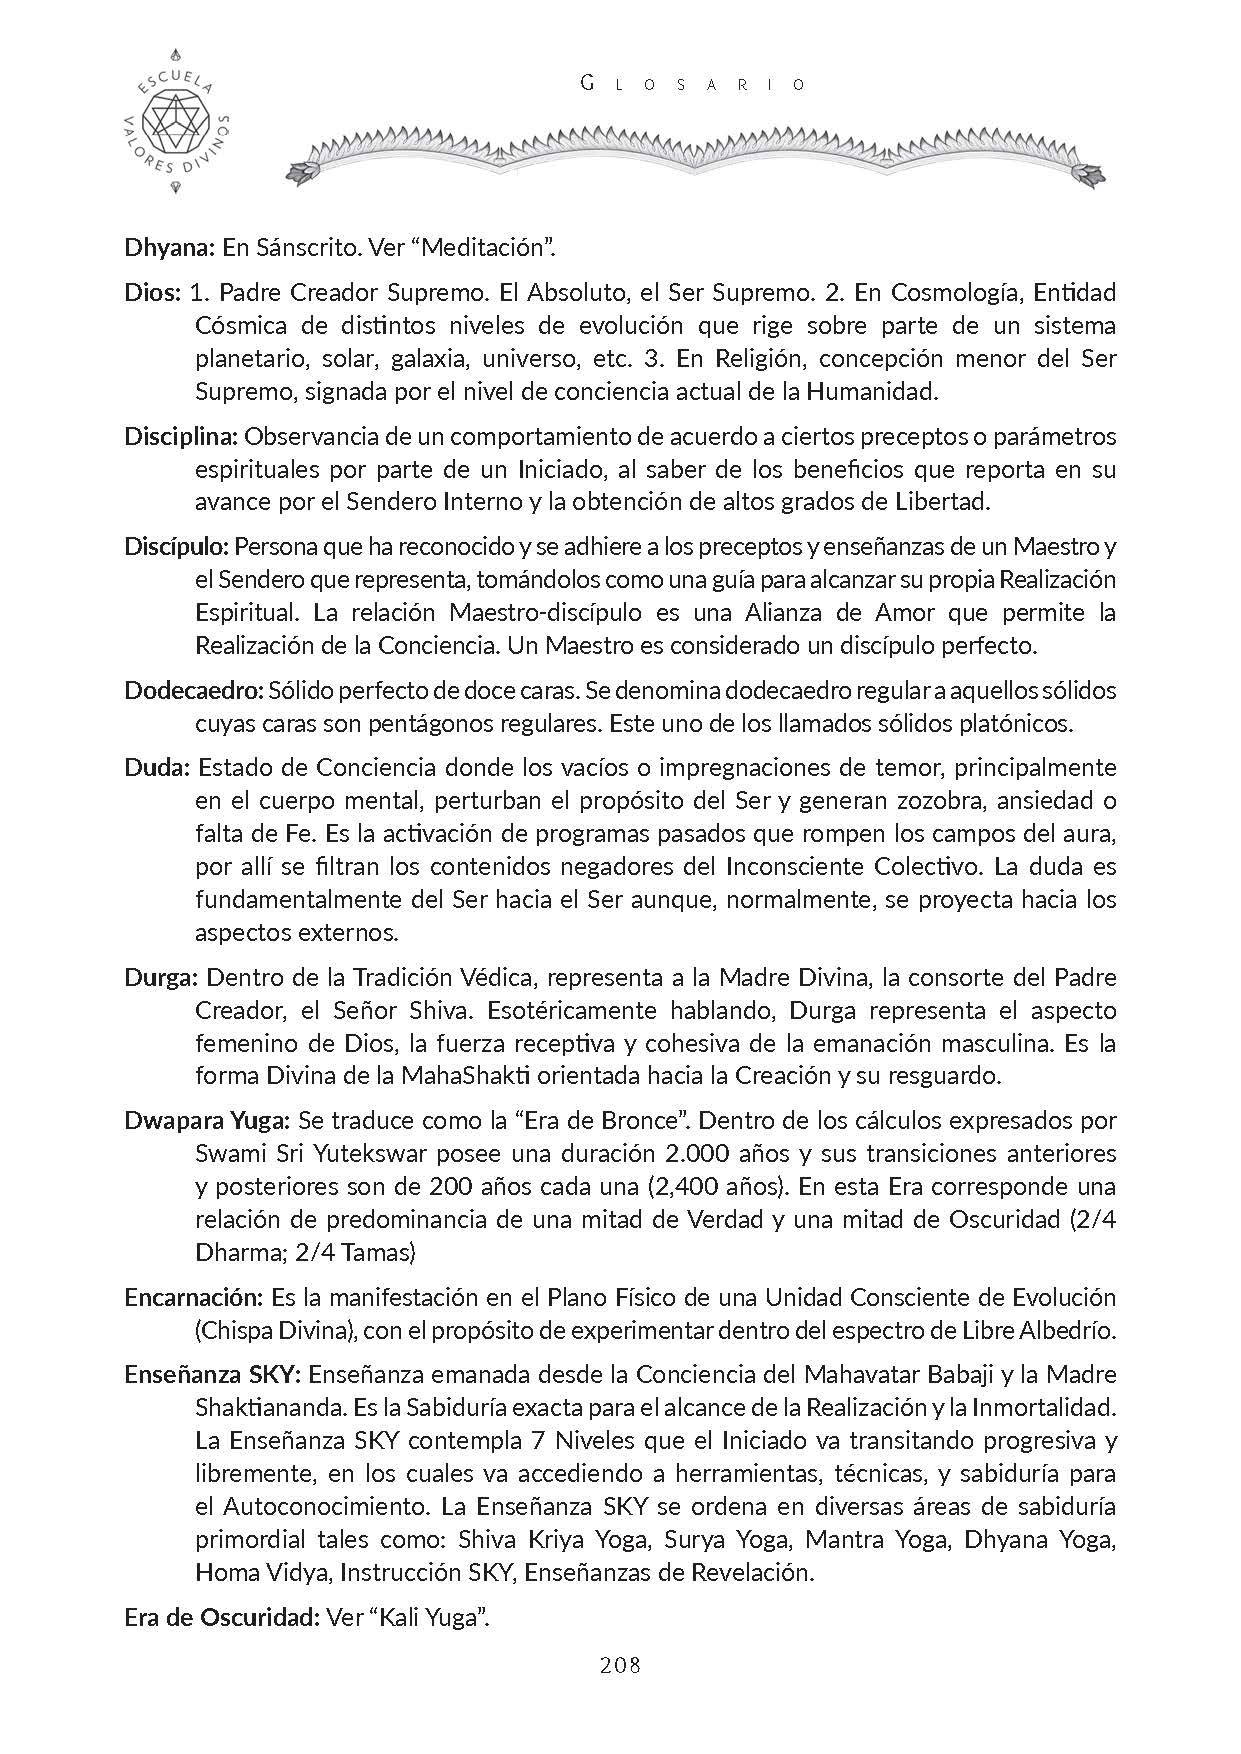 ESCUELA
VALORES DIVINOS
Glosario
Dhyana: En Sánscrito. Ver “Meditación”.
Dios: 1. Padre Creador Supremo. El Absoluto, el Ser Supremo. 2. En Cosmología, Entidad
Cósmica de distintos niveles de evolución que rige sobre parte de un sistema
planetario, solar, galaxia, universo, etc. 3. En Religión, concepción menor del Ser
Supremo, signada por el nivel de conciencia actual de la Humanidad.
Disciplina: Observancia de un comportamiento de acuerdo a ciertos preceptos o parámetros
espirituales por parte de un Iniciado, al saber de los beneficios que reporta en su
avance por el Sendero Interno y la obtención de altos grados de Libertad.
Discípulo: Persona que ha reconocido y se adhiere a los preceptos y enseñanzas de un Maestro y
el Sendero que representa, tomándolos como una guía para alcanzar su propia Realización
Espiritual. La relación Maestro-discípulo es una Alianza de Amor que permite la
Realización de la Conciencia. Un Maestro es considerado un discípulo perfecto.
Dodecaedro: Sólido perfecto de doce caras. Se denomina dodecaedro regular a aquellos sólidos
cuyas caras son pentágonos regulares. Este uno de los llamados sólidos platónicos.
Duda: Estado de Conciencia donde los vacíos o impregnaciones de temor, principalmente
en el cuerpo mental, perturban el propósito del Ser y generan zozobra, ansiedad o
falta de Fe. Es la activación de programas pasados que rompen los campos del aura,
por allí se filtran los contenidos negadores del Inconsciente Colectivo. La duda es
fundamentalmente del Ser hacia el Ser aunque, normalmente, se proyecta hacia los
aspectos externos.
Durga: Dentro de la Tradición Védica, representa a la Madre Divina, la consorte del Padre
Creador, el Señor Shiva. Esotéricamente hablando, Durga representa el aspecto
femenino de Dios, la fuerza receptiva y cohesiva de la emanación masculina. Es la
forma Divina de la MahaShakti orientada hacia la Creación y su resguardo.
Dwapara Yuga: Se traduce como la “Era de Bronce”. Dentro de los cálculos expresados por
Swami Sri Yutekswar posee una duración 2.000 años y sus transiciones anteriores
y posteriores son de 200 años cada una (2,400 años). En esta Era corresponde una
relación de predominancia de una mitad de Verdad y una mitad de Oscuridad (2/4
Dharma; 2/4 Tamas)
Encarnación: Es la manifestación en el Plano Físico de una Unidad Consciente de Evolución
(Chispa Divina), con el propósito de experimentar dentro del espectro de Libre Albedrío.
Enseñanza SKY: Enseñanza emanada desde la Conciencia del Mahavatar Babaji y la Madre
Shaktiananda. Es la Sabiduría exacta para el alcance de la Realización y la Inmortalidad.
La Enseñanza SKY contempla 7 Niveles que el Iniciado va transitando progresiva y
libremente, en los cuales va accediendo a herramientas, técnicas, y sabiduría para
el Autoconocimiento. La Enseñanza SKY se ordena en diversas áreas de sabiduría
primordial tales como: Shiva Kriya Yoga, Surya Yoga, Mantra Yoga, Dhyana Yoga,
Homa Vidya, Instrucción SKY, Enseñanzas de Revelación.
Era de Oscuridad: Ver “Kali Yuga”.
208